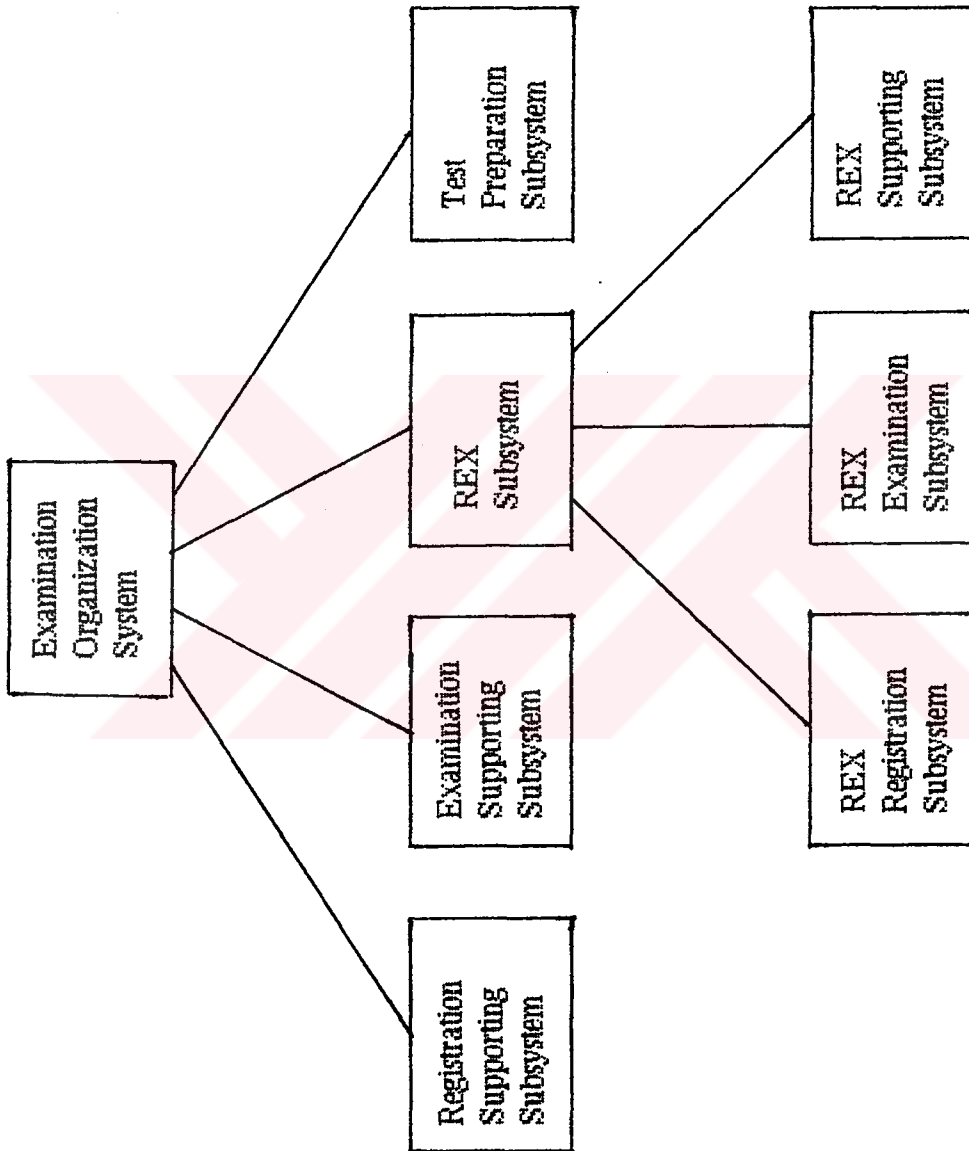 Examination
Organization
System
Registration
Supporting
Subsystem
Examination
Supporting
Subsystem
REX
Subsystem
Test
Preparation
Subsystem
REX
Registration
Subsystem
REX
Examination
Subsystem
REX
Supporting
Subsystem